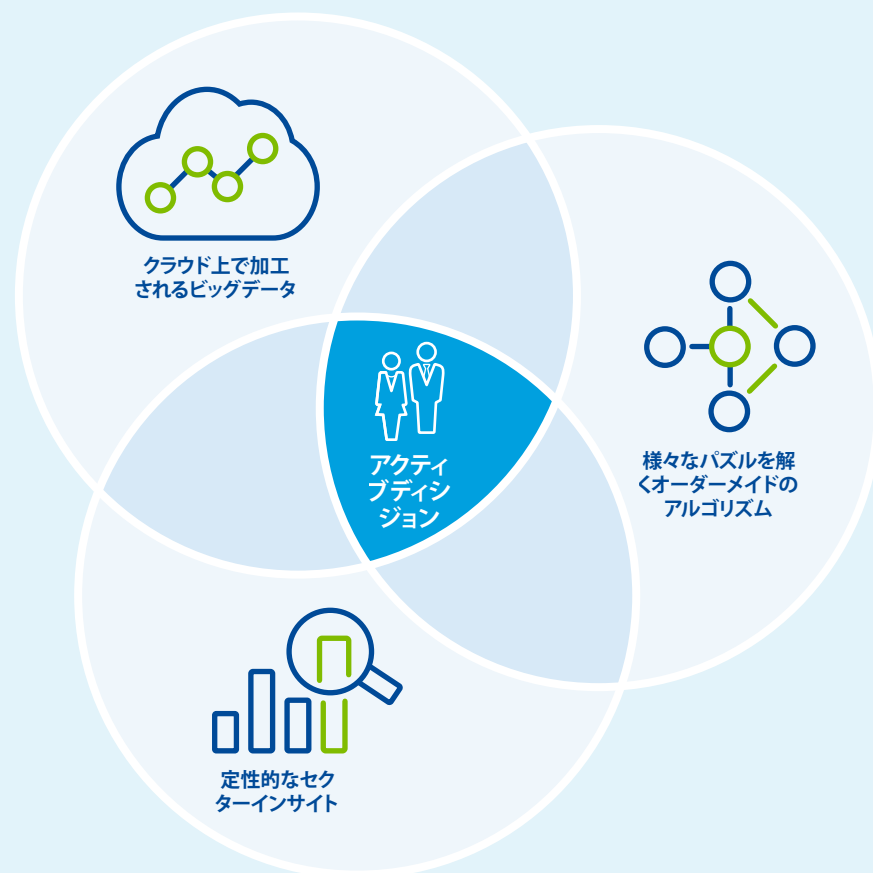 クラウド上で加工
されるビッグデータ
アクティ
ブディシ
ジョン
様々なパズルを解
くオーダーメイドの
アルゴリズム
定性的なセク
ターインサイト